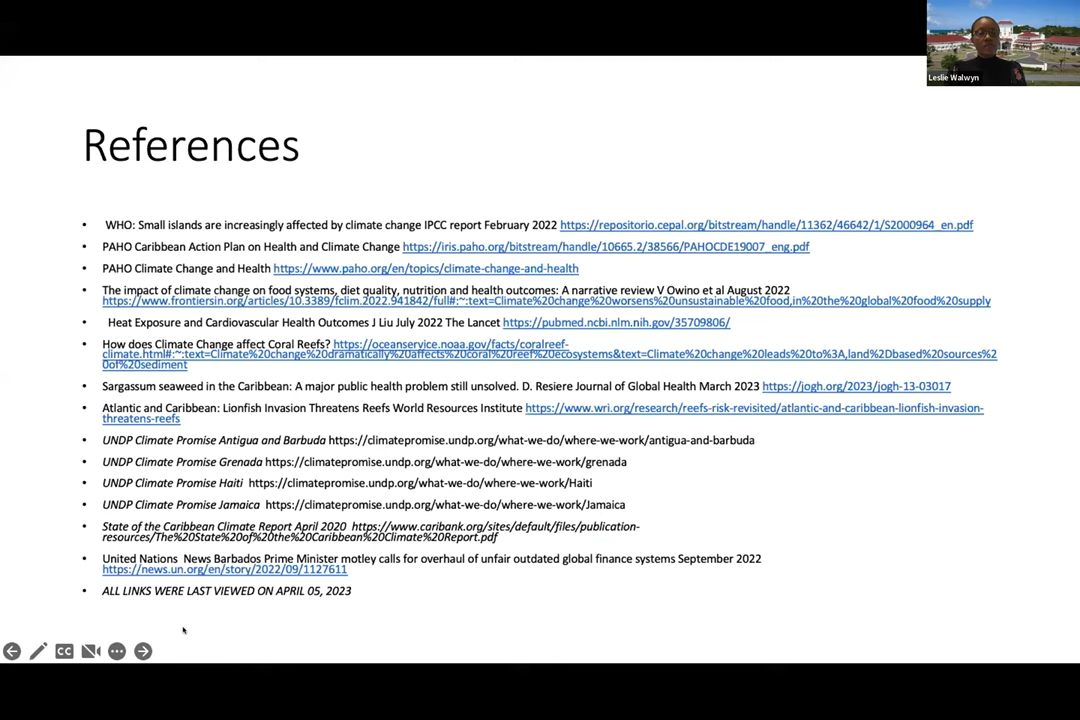 Leslie Walwyn
References
• WHO: Small islands are increasingly affected by climate change IPCC report February 2022 https://repositorio.cepal.org/bitstream/handle/11362/46642/1/S2000964_en.pdf
• PAHO Caribbean Action Plan on Health and Climate Change https://iris.paho.org/bitstream/handle/10665.2/38566/PAHOCDE19007_eng.pdf
• PAHO Climate Change and Health https://www.paho.org/en/topics/climate-change-and-health
• The impact of climate change on food systems, diet quality, nutrition and health outcomes: A narrative review V Owino et al August 2022
https://www.frontiersin.org/articles/10.3389/fclim.2022.941842/full#:~:text=Climate%20change%20worsens%20unsustainable%20food,in%20the%20global%20food%20supply
• Heat Exposure and Cardiovascular Health Outcomes J Liu July 2022 The Lancet https://pubmed.ncbi.nlm.nih.gov/35709806/
• How does Climate Change affect Coral Reefs? https://oceanservice.noaa.gov/facts/coralreef-
climate.html#:~:text=Climate%20change%20dramatically%20affects%20coral%20reef%20ecosystems&text=Climate%20change%20leads%20to%3A,land%2Dbased%20sources%2
0of%20sediment
• Sargassum seaweed in the Caribbean: A major public health problem still unsolved. D. Resiere Journal of Global Health March 2023 https://jogh.org/2023/jogh-13-03017
• Atlantic and Caribbean: Lionfish Invasion Threatens Reefs World Resources Institute https://www.wri.org/research/reefs-risk-revisited/atlantic-and-caribbean-lionfish-invasion-
threatens-reefs
• UNDP Climate Promise Antigua and Barbuda https://climatepromise.undp.org/what-we-do/where-we-work/antigua-and-barbuda
• UNDP Climate Promise Grenada https://climatepromise.undp.org/what-we-do/where-we-work/grenada
• UNDP Climate Promise Haiti https://climatepromise.undp.org/what-we-do/where-we-work/Haiti
• UNDP Climate Promise Jamaica https://climatepromise.undp.org/what-we-do/where-we-work/Jamaica
• State of the Caribbean Climate Report April 2020 https://www.caribank.org/sites/default/files/publication-
resources/The%20State%20of%20the%20Caribbean%20Climate%20Report.pdf
• United Nations News Barbados Prime Minister motley calls for overhaul of unfair outdated global finance systems September 2022
https://news.un.org/en/story/2022/09/1127611
• ALL LINKS WERE LAST VIEWED ON APRIL 05, 2023
CC